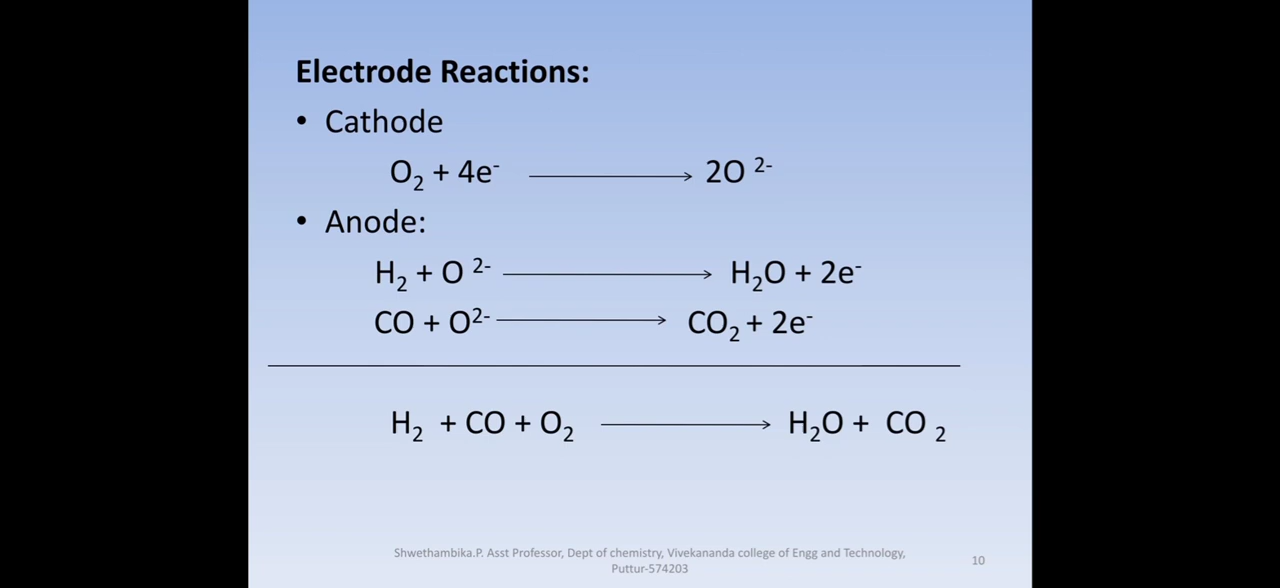 Electrode Reactions:
• Cathode
O₂ + 4e⁻ ⟶ 2O ²⁻
• Anode:
H₂ + O ²⁻ ⟶ H₂O + 2e⁻
CO + O²⁻ ⟶ CO₂ + 2e⁻
H₂ + CO + O₂ ⟶ H₂O + CO ₂
Shwethambika.P. Asst Professor, Dept of chemistry, Vivekananda college of Engg and Technology,
Puttur-574203
10